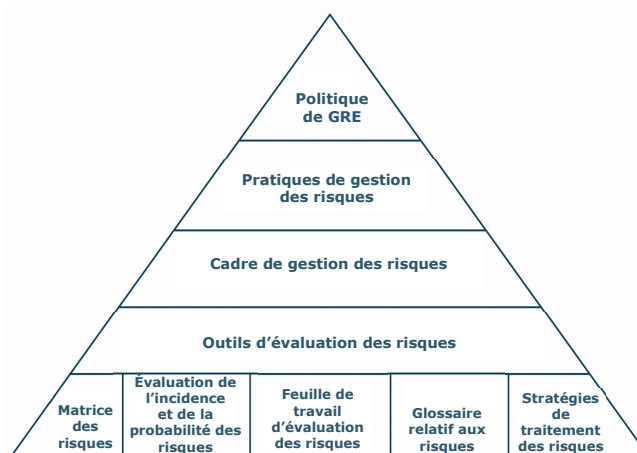 Politique
de GRE
Pratiques de gestion
des risques
Cadre de gestion des risques
Outils d’évaluation des risques
Matrice
des
risques
Évaluation de
l’incidence
et de la
probabilité des
risques
Feuille de
travail
d’évaluation
des risques
Glossaire
relatif aux
risques
Stratégies
de
traitement
des risques